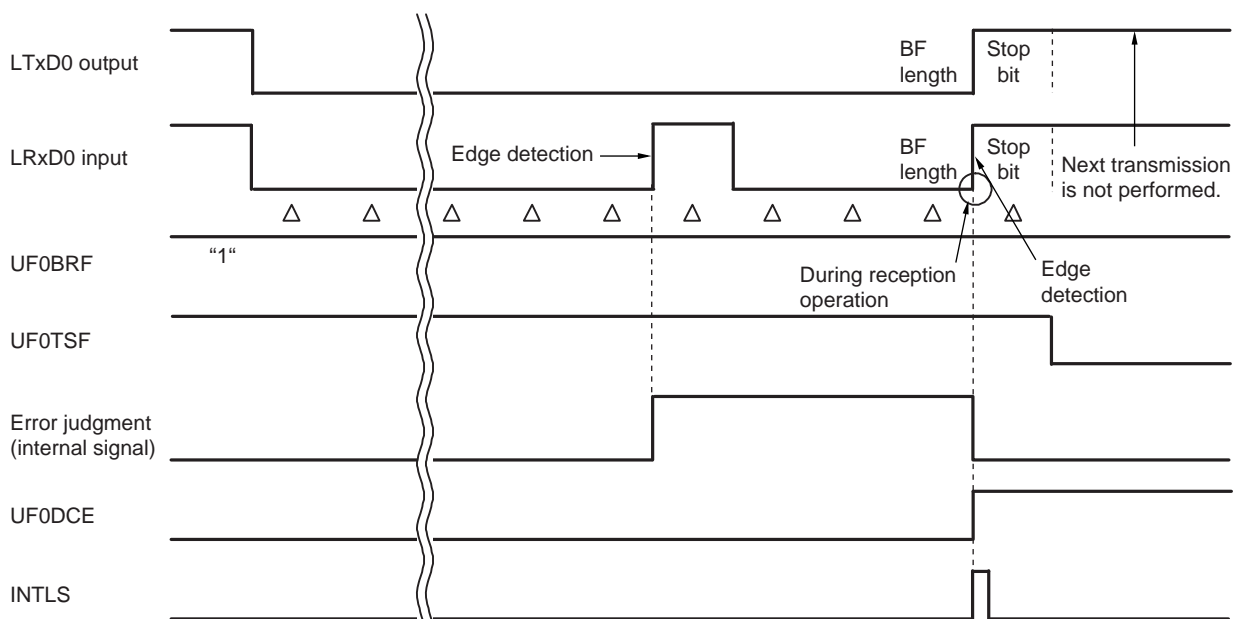 LTxD0 output
BF
length
Stop
bit
LRxD0 input
Edge detection
BF
length
Stop
bit
Next transmission
is not performed.
UF0BRF
“1“
During reception
operation
Edge
detection
UF0TSF
Error judgment
(internal signal)
UF0DCE
INTLS